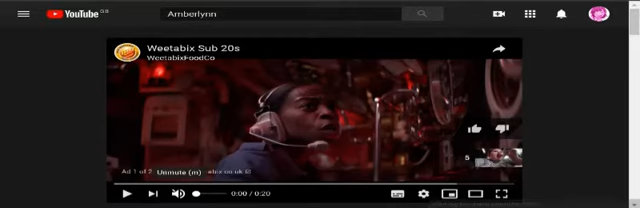 YouTube GB
Amberlynn
Weetabix Sub 20s
WeetabixFoodCo
5
Ad 1 of 2
Unmute (m)
0:00 / 0:20